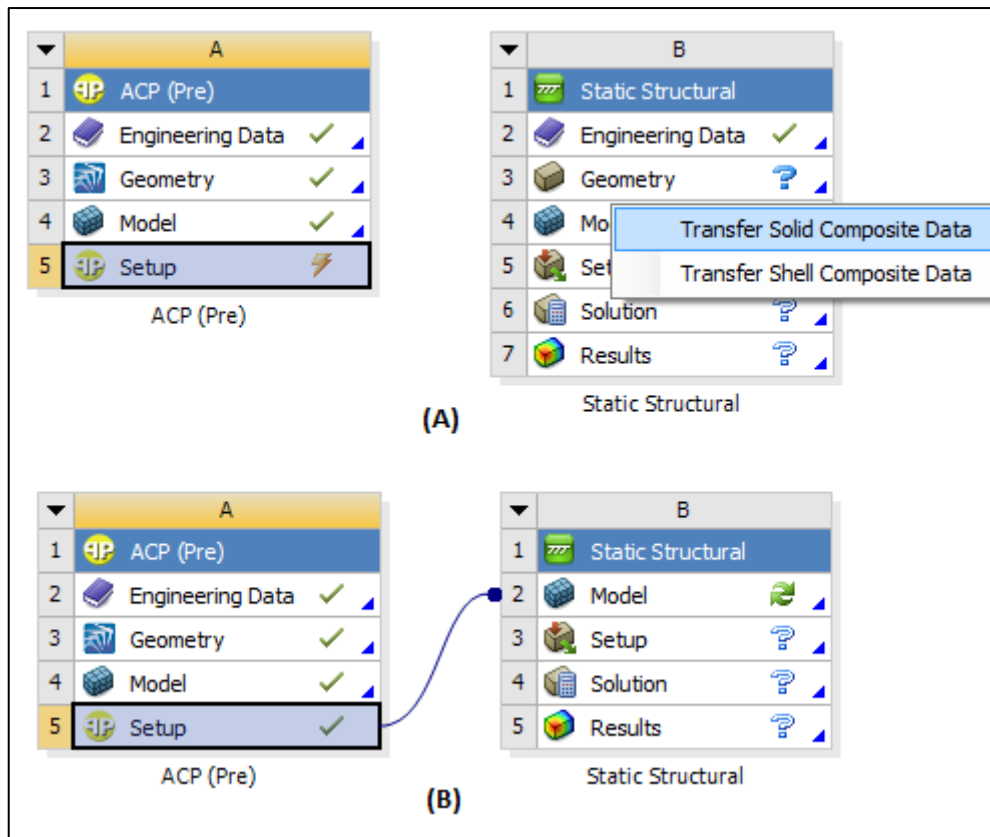 A
1 ACP (Pre)
2 Engineering Data
3 Geometry
4 Model
5 Setup
ACP (Pre)
B
1 Static Structural
2 Engineering Data
3 Geometry
4 Mo
5 Set
6 Solution
7 Results
Static Structural
Transfer Solid Composite Data
Transfer Shell Composite Data
(A)
A
1 ACP (Pre)
2 Engineering Data
3 Geometry
4 Model
5 Setup
ACP (Pre)
B
1 Static Structural
2 Model
3 Setup
4 Solution
5 Results
Static Structural
(B)